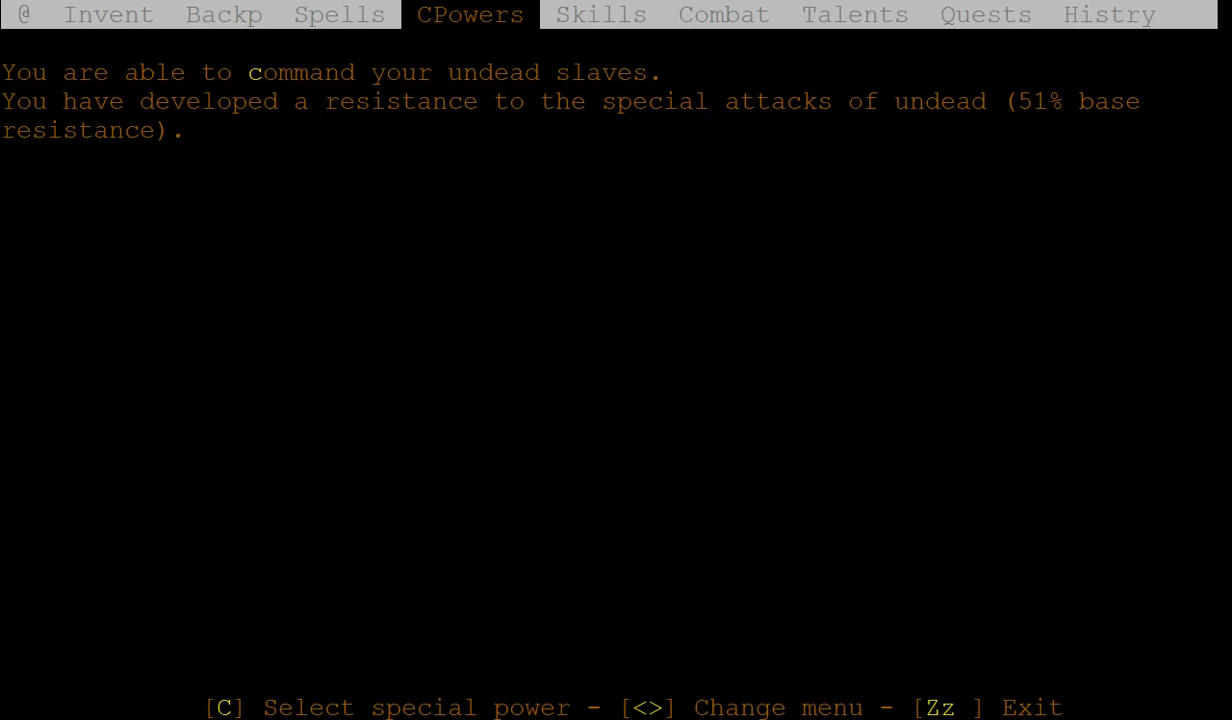 @ Invent Backp Spells CPowers Skills Combat Talents Quests Histry
You are able to command your undead slaves.
You have developed a resistance to the special attacks of undead (51% base
resistance).
[C] Select special power - [<>] Change menu - [Zz ] Exit